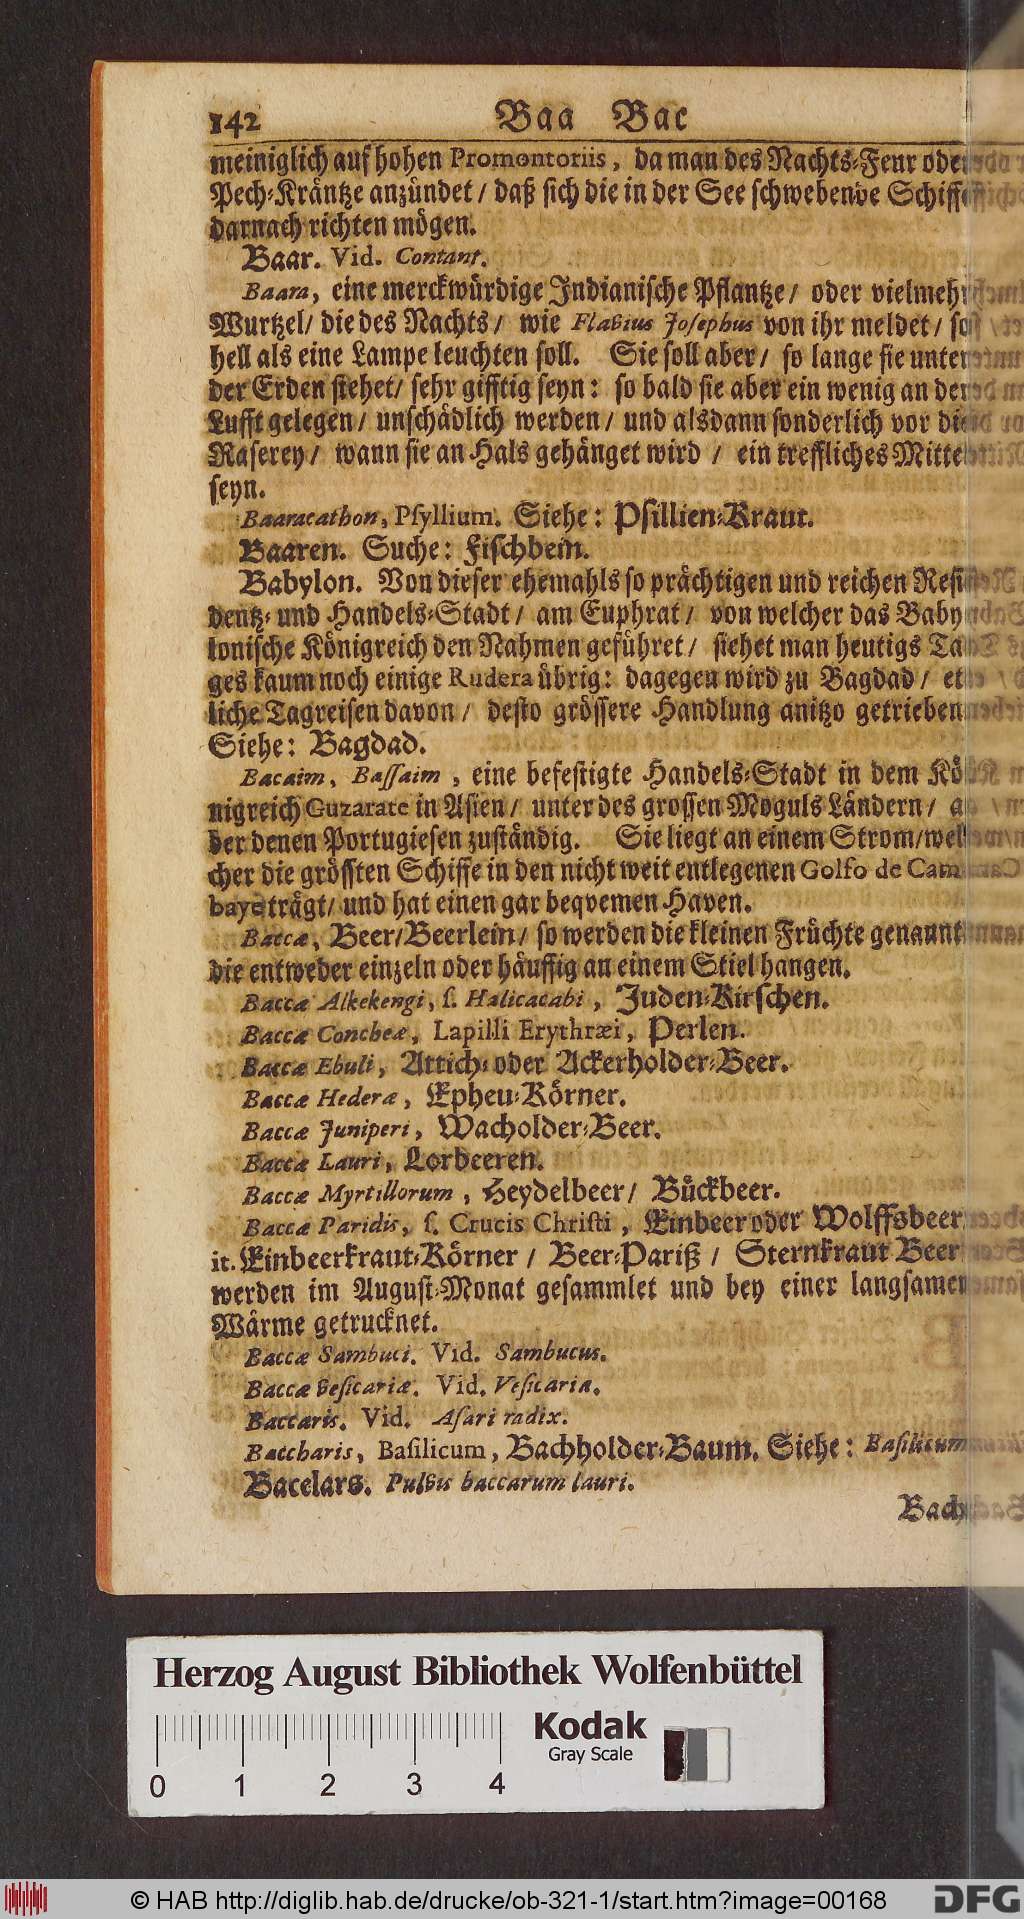 142 Baa Bac
meiniglich auf hohen Promontoriis, da man des Nachts-Feur oder
Pech-Kräntze anzündet / daß sich die in der See schwebende Schiffe
darnach richten mögen.
Baar. Vid. Contant.
Baara, eine merckwürdige Indianische Pflantze / oder vielmehr
Wurtzel / die des Nachts / wie Flavius Josephus von ihr meldet / so
hell als eine Lampe leuchten soll. Sie soll aber / so lange sie unter
der Erden stehet / sehr gifftig seyn: so bald sie aber ein wenig an der
Lufft gelegen / unschädlich werden / und alsdann sonderlich vor die
Raserey / wann sie an Hals gehänget wird / ein treffliches Mittel
seyn.
Baaracathon, Psyllium. Siehe: Psillien-Kraut.
Baaren. Suche: Fischbein.
Babylon. Von dieser ehemahls so prächtigen und reichen Resi-
dentz- und Handels-Stadt / am Euphrat / von welcher das Baby-
lonische Königreich den Nahmen geführet / siehet man heutigs Ta-
ges kaum noch einige Rudera übrig: dagegen wird zu Bagdad / et-
liche Tagreisen davon / desto grössere Handlung anitzo getrieben
Siehe: Bagdad.
Bacaim, Bassaim, eine befestigte Handels-Stadt in dem Kö-
nigreich Guzarate in Asien / unter des grossen Moguls Ländern / a-
ber denen Portugiesen zuständig. Sie liegt an einem Strom / wel-
cher die grössten Schiffe in den nicht weit entlegenen Golfo de Cam-
baye trägt / und hat einen gar beqvemen Haven.
Baccæ, Beer / Beerlein / so werden die kleinen Früchte genannt
die entweder einzeln oder häuffig an einem Stiel hangen.
Baccæ Alkekengi, s. Halicacabi, Juden-Kirschen.
Baccæ Concheæ, Lapilli Erythræi, Perlen.
Baccæ Ebuli, Attich- oder Ackerholder-Beer.
Baccæ Hederæ, Epheu-Körner.
Baccæ Juniperi, Wacholder-Beer.
Baccæ Lauri, Lorbeeren.
Baccæ Myrtillorum, Heydelbeer / Bückbeer.
Baccæ Paridis, s. Crucis Christi, Einbeer oder Wolffsbeer
it. Einbeerkraut-Körner / Beer-Pariß / Sternkraut Beer
werden im August-Monat gesammlet und bey einer langsamen
Wärme getrucknet.
Baccæ Sambuci. Vid. Sambucus.
Baccæ vesicariæ. Vid. Vesicaria.
Baccaris. Vid. Asari radix.
Baccharis, Basilicum, Bachholder-Baum. Siehe: Basilicum
Bacelars. Pulvis baccarum lauri.
Bach
Herzog August Bibliothek Wolfenbüttel
Kodak
Gray Scale
0 1 2 3 4
© HAB http://diglib.hab.de/drucke/ob-321-1/start.htm?image=00168
DFG